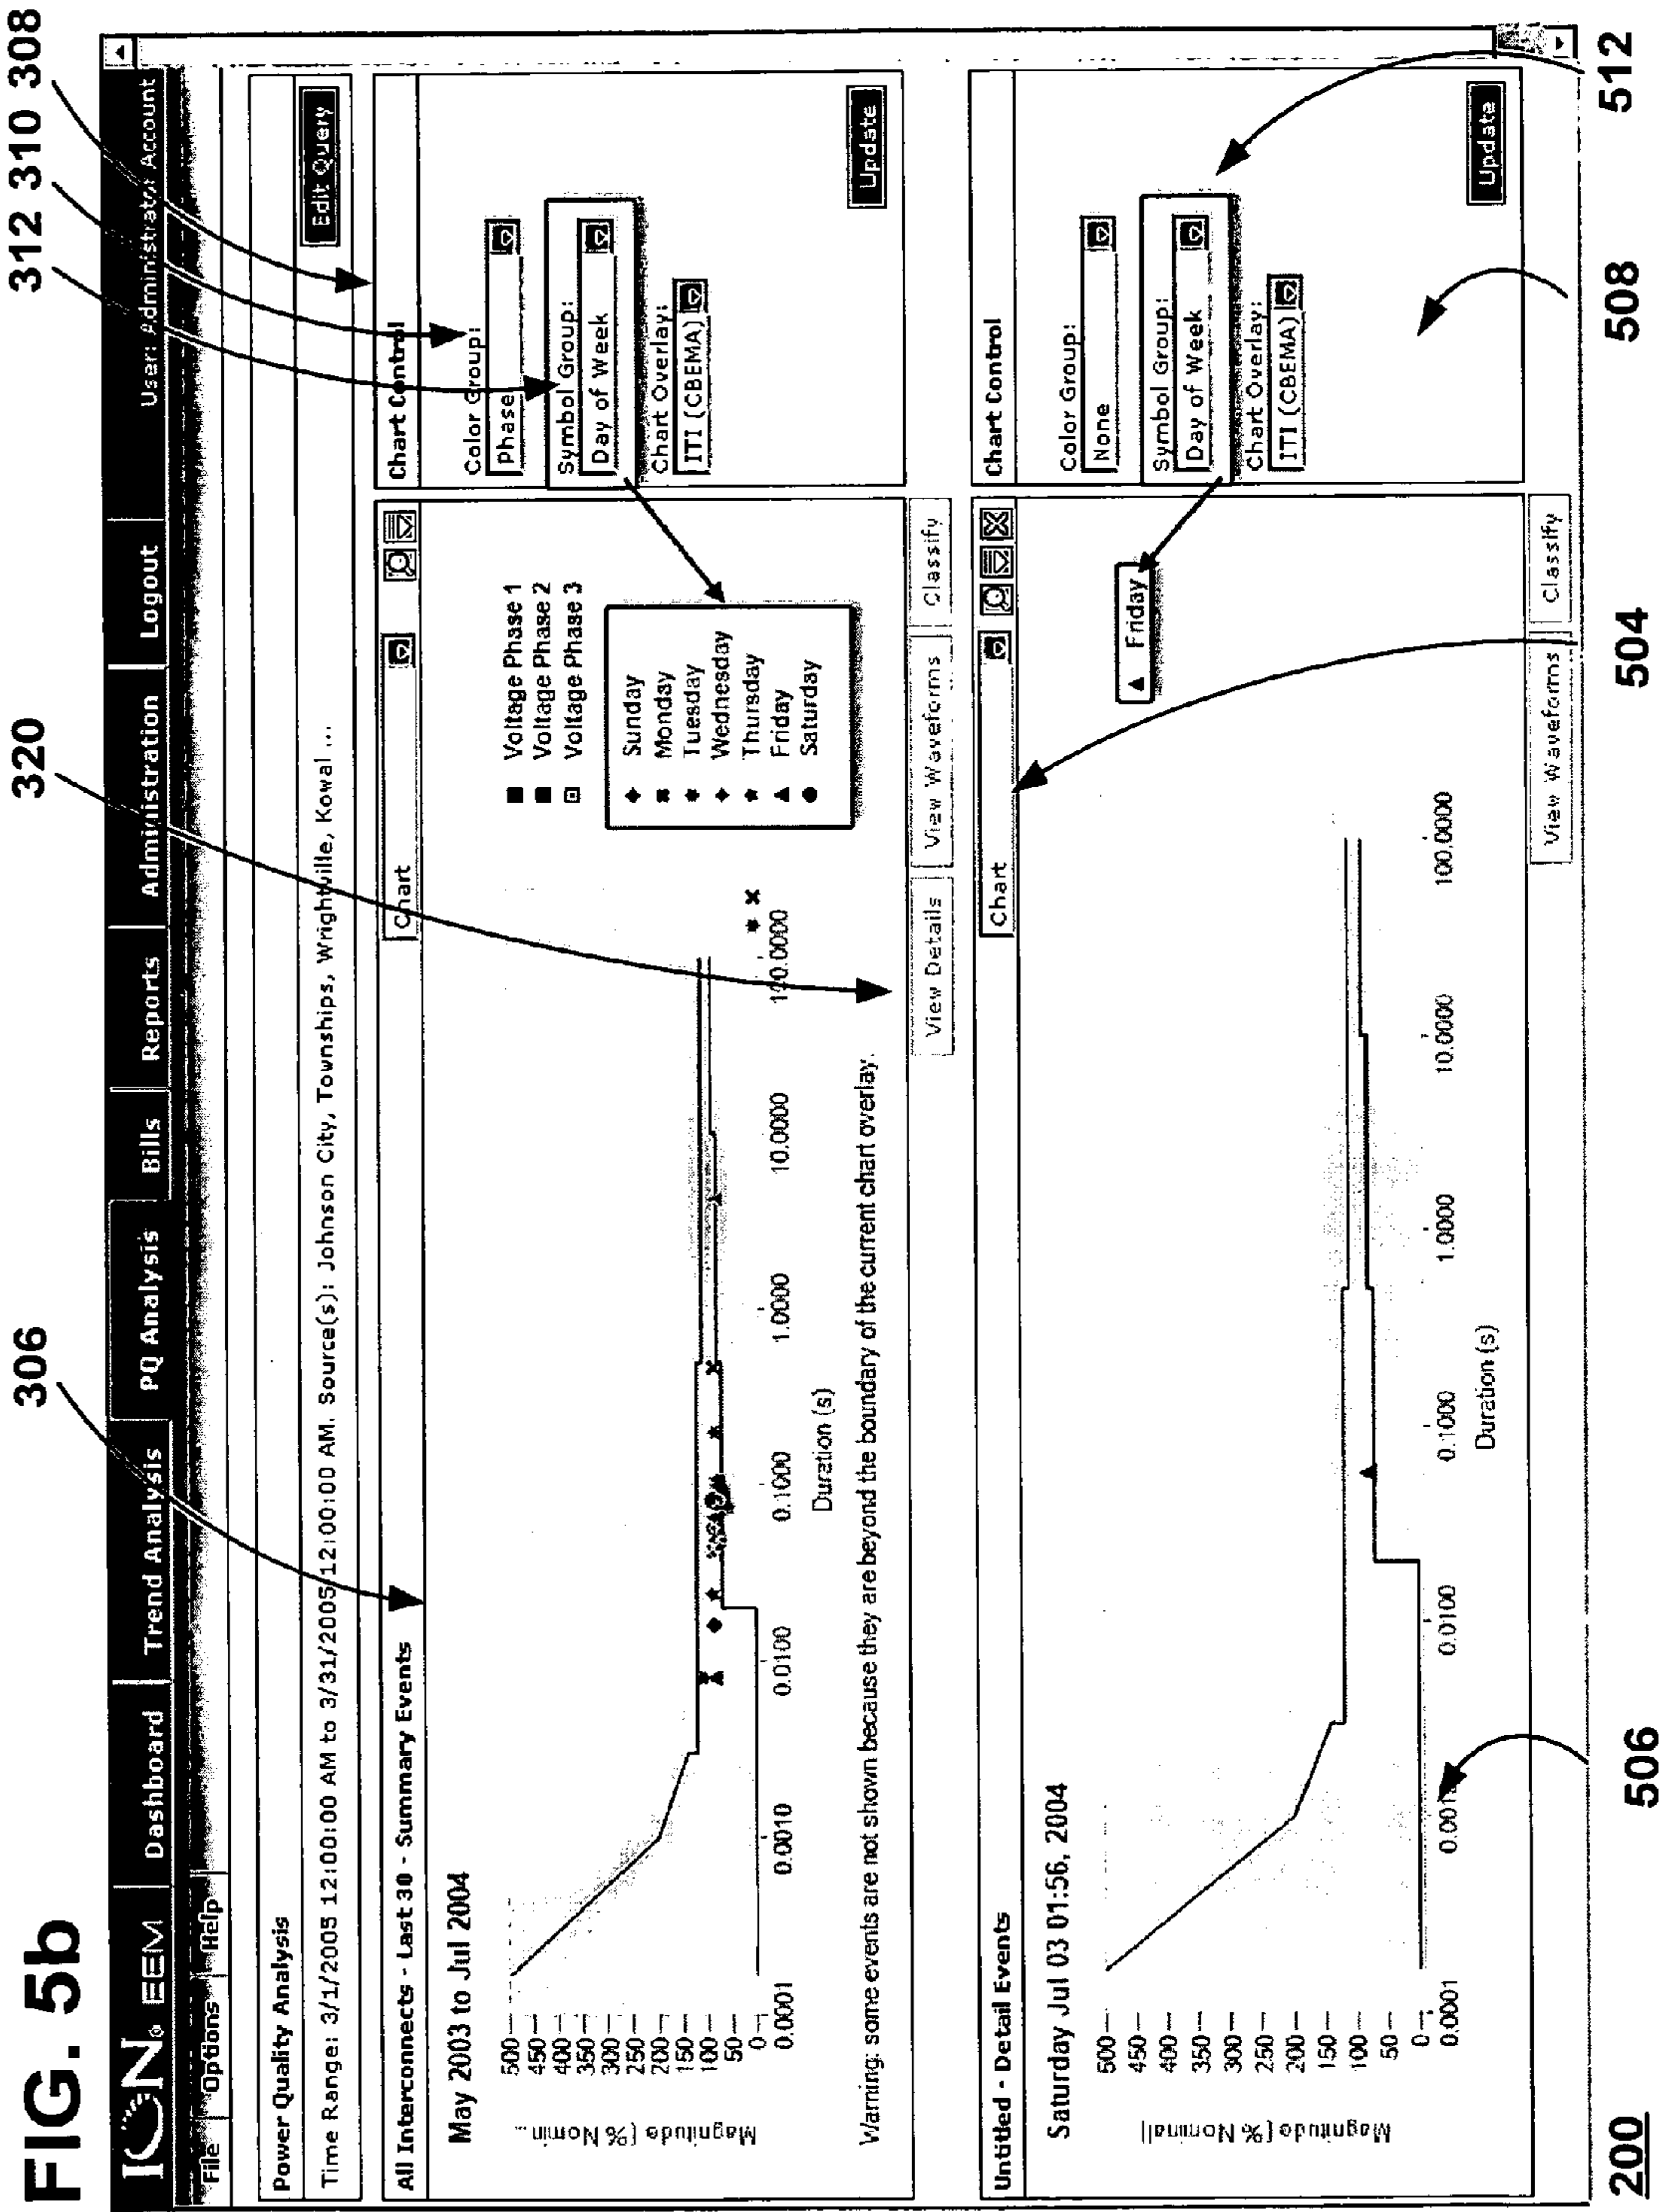 FIG. 5b
306
320
312 310 308
ION® EEM Dashboard Trend Analysis PQ Analysis Bills Reports Administration Logout User: Administrator Account
File Options Help
Power Quality Analysis
Time Range: 3/1/2005 12:00:00 AM to 3/31/2005 12:00:00 AM. Source(s): Johnson City, Townships, Wrightville, Kowal ...
Edit Query
All Interconnects - Last 30 - Summary Events
Chart
May 2003 to Jul 2004
Magnitude (% Nomin...
500
450
400
350
300
250
200
150
100
50
0
0.0001 0.0010 0.0100 0.1000 1.0000 10.0000 100.0000
Duration (s)
Voltage Phase 1
Voltage Phase 2
Voltage Phase 3
Sunday
Monday
Tuesday
Wednesday
Thursday
Friday
Saturday
Warning: some events are not shown because they are beyond the boundary of the current chart overlay.
View Details View Waveforms Classify
Chart Control
Color Group:
Phase
Symbol Group:
Day of Week
Chart Overlay:
ITI (CBEMA)
Update
Untitled - Detail Events
Chart
Saturday Jul 03 01:56, 2004
Magnitude (% Nominal)
500
450
400
350
300
250
200
150
100
50
0
0.0001 0.001 0.0100 0.1000 1.0000 10.0000 100.0000
Duration (s)
Friday
View Waveforms Classify
Chart Control
Color Group:
None
Symbol Group:
Day of Week
Chart Overlay:
ITI (CBEMA)
Update
200
506
504
508
512